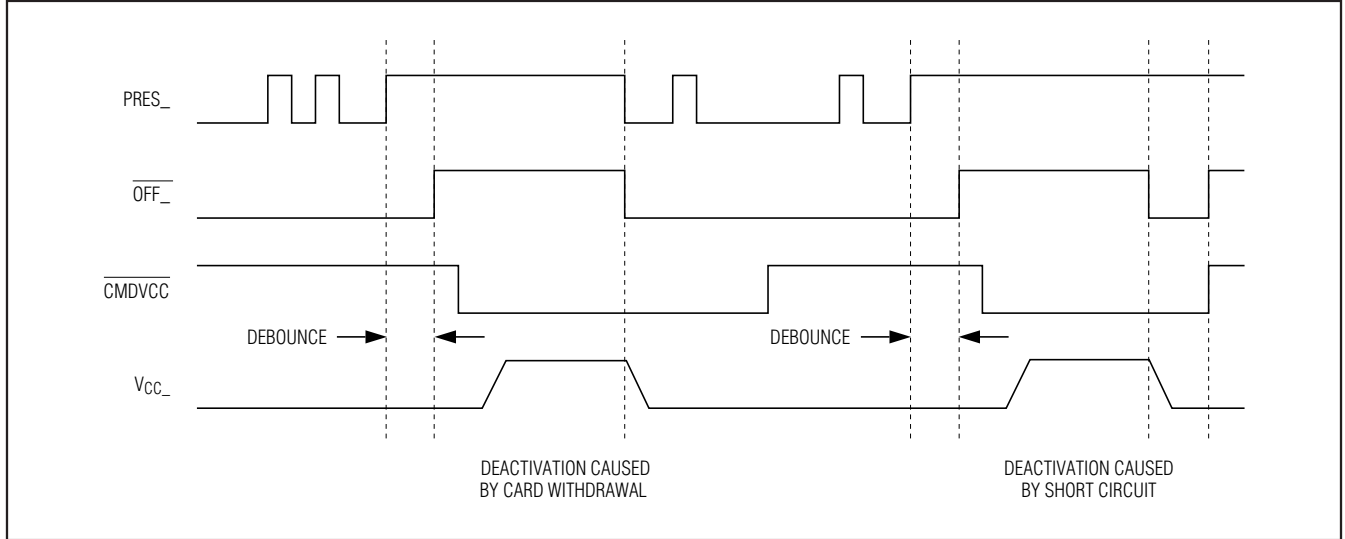 PRES_
OFF_
CMDVCC
DEBOUNCE
DEBOUNCE
VCC_
DEACTIVATION CAUSED
BY CARD WITHDRAWAL
DEACTIVATION CAUSED
BY SHORT CIRCUIT